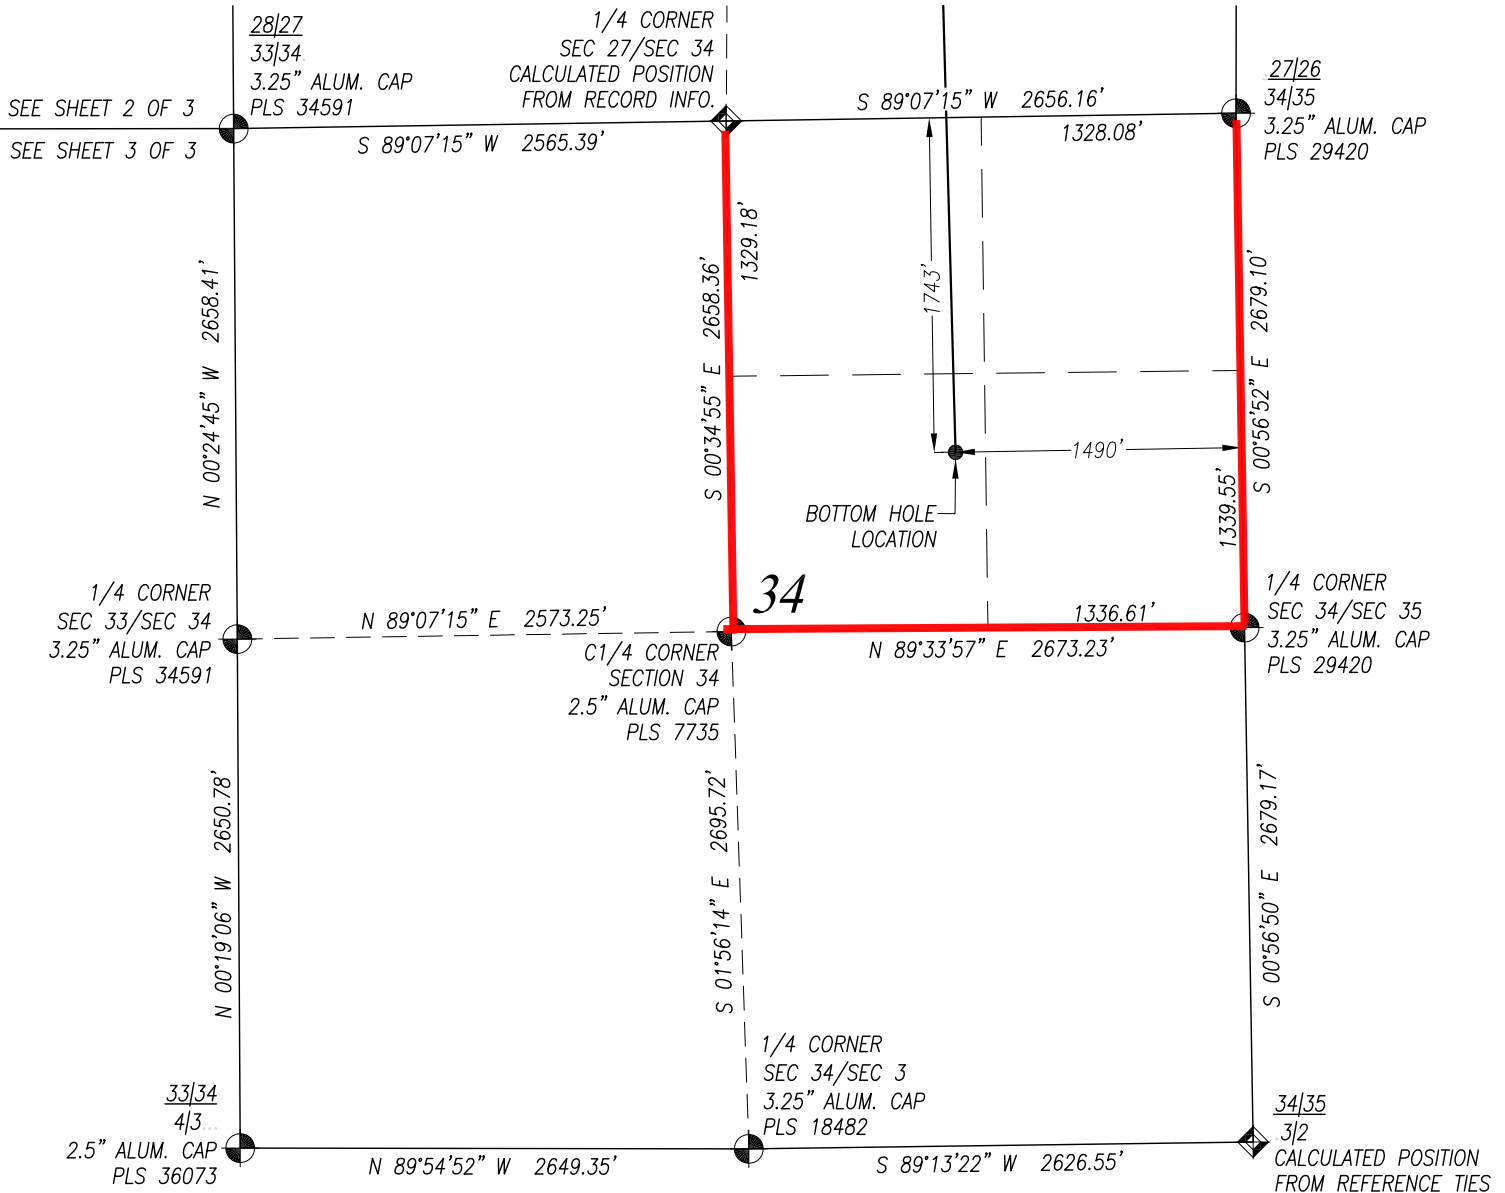 28|27
33|34
3.25” ALUM. CAP
PLS 34591
1/4 CORNER
SEC 27/SEC 34
CALCULATED POSITION
FROM RECORD INFO.
27|26
34|35
3.25” ALUM. CAP
PLS 29420
SEE SHEET 2 OF 3
SEE SHEET 3 OF 3
S 89°07’15” W 2565.39’
S 89°07’15” W 2656.16’
1328.08’
1329.18’
N 00°24’45” W 2658.41’
S 00°34’55” E 2658.36’
1743’
1490’
S 00°56’52” E 2679.10’
1339.55’
BOTTOM HOLE
LOCATION
34
1/4 CORNER
SEC 33/SEC 34
3.25” ALUM. CAP
PLS 34591
N 89°07’15” E 2573.25’
C1/4 CORNER
SECTION 34
2.5” ALUM. CAP
PLS 7735
1336.61’
N 89°33’57” E 2673.23’
1/4 CORNER
SEC 34/SEC 35
3.25” ALUM. CAP
PLS 29420
N 00°19’06” W 2650.78’
S 01°56’14” E 2695.72’
S 00°56’50” E 2679.17’
33|34
4|3
2.5” ALUM. CAP
PLS 36073
N 89°54’52” W 2649.35’
1/4 CORNER
SEC 34/SEC 3
3.25” ALUM. CAP
PLS 18482
S 89°13’22” W 2626.55’
34|35
3|2
CALCULATED POSITION
FROM REFERENCE TIES